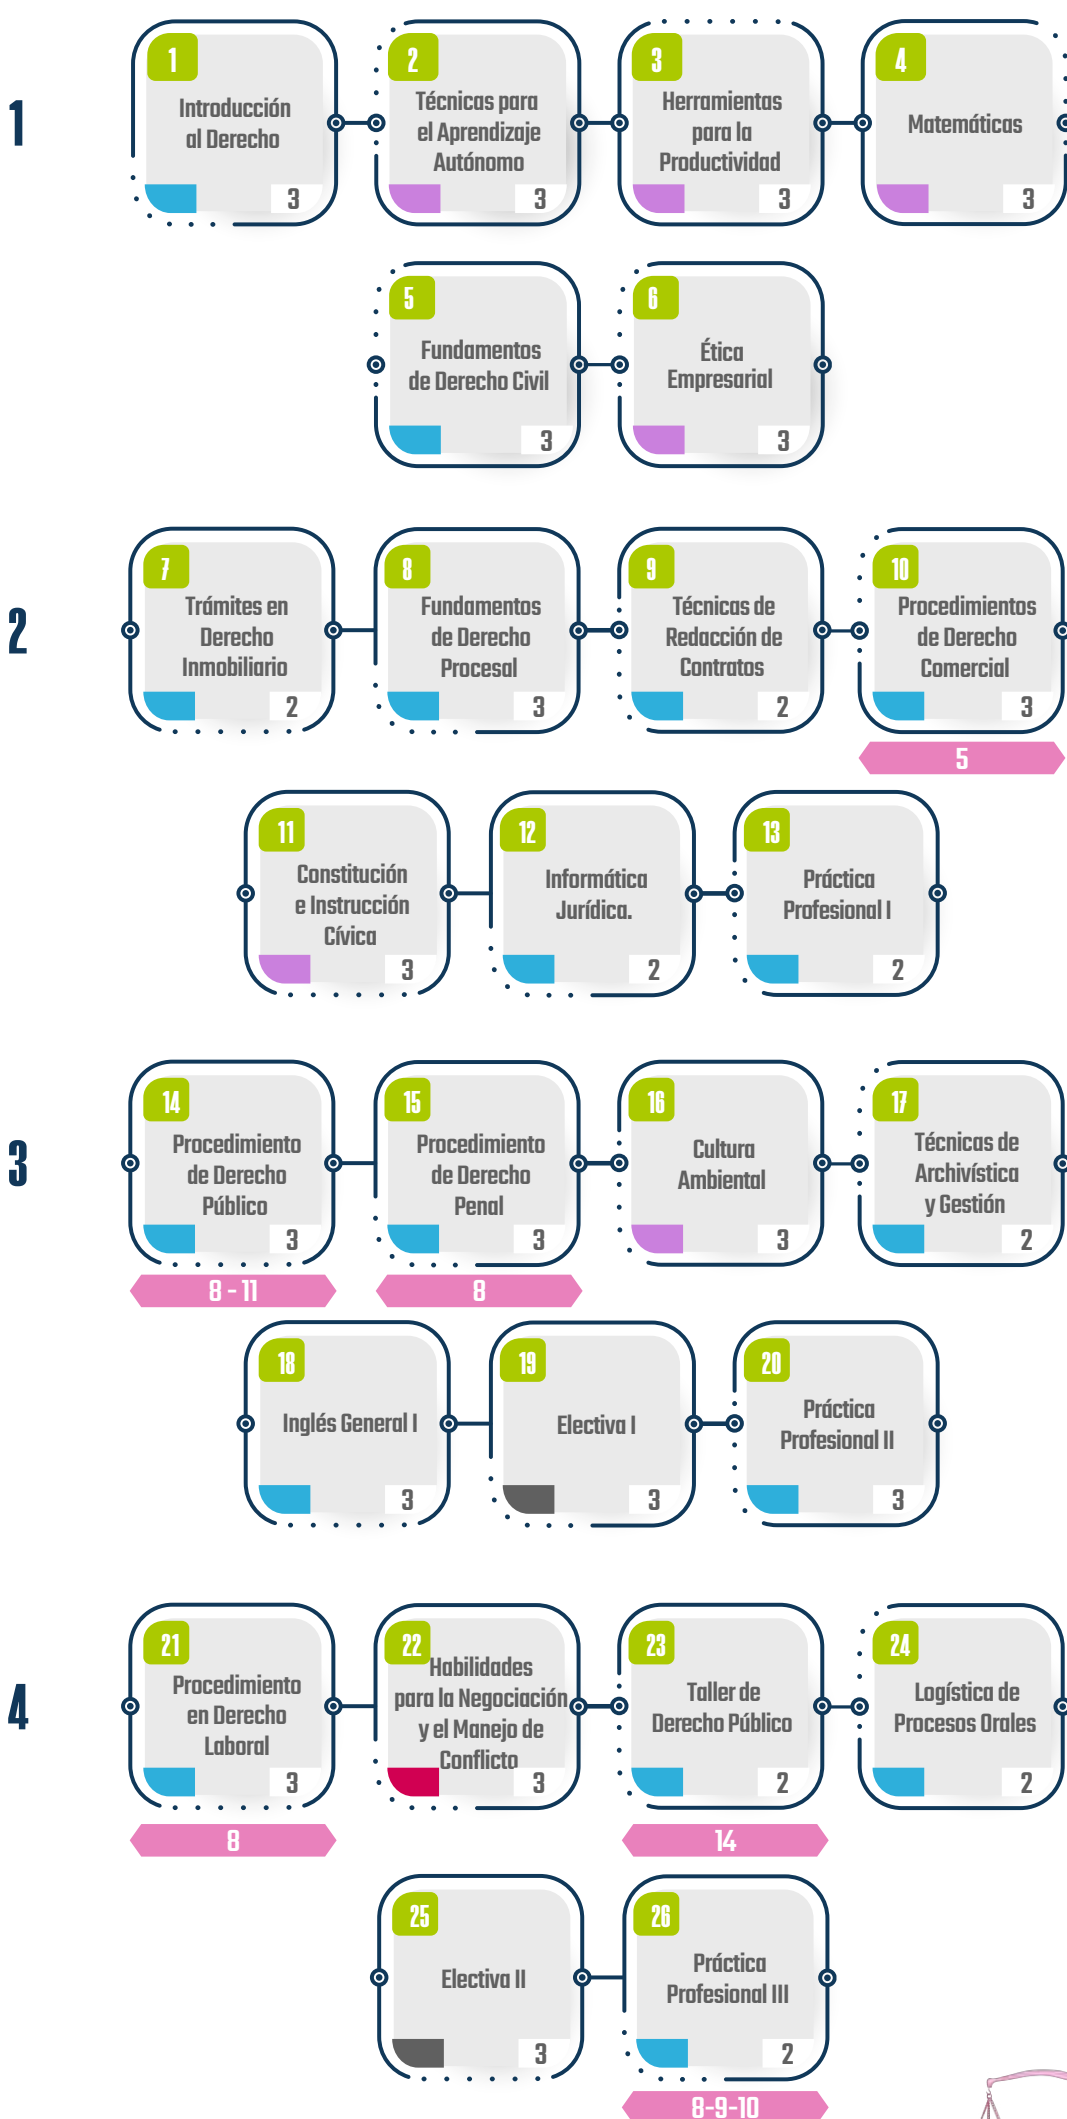 1
1
Introducción
al Derecho
3
2
Técnicas para
el Aprendizaje
Autónomo
3
3
Herramientas
para la
Productividad
3
4
Matemáticas
3
5
Fundamentos
de Derecho Civil
3
6
Ética
Empresarial
3
2
7
Trámites en
Derecho
Inmobiliario
2
8
Fundamentos
de Derecho
Procesal
3
9
Técnicas de
Redacción de
Contratos
2
10
Procedimientos
de Derecho
Comercial
3
5
11
Constitución
e Instrucción
Cívica
3
12
Informática
Jurídica.
2
13
Práctica
Profesional I
2
3
14
Procedimiento
de Derecho
Público
3
8 - 11
15
Procedimiento
de Derecho
Penal
3
8
16
Cultura
Ambiental
3
17
Técnicas de
Archivística
y Gestión
2
18
Inglés General I
3
19
Electiva I
3
20
Práctica
Profesional II
3
4
21
Procedimiento
en Derecho
Laboral
3
8
22
Habilidades
para la Negociación
y el Manejo de
Conflicto
3
23
Taller de
Derecho Público
2
14
24
Logística de
Procesos Orales
2
25
Electiva II
3
26
Práctica
Profesional III
2
8-9-10